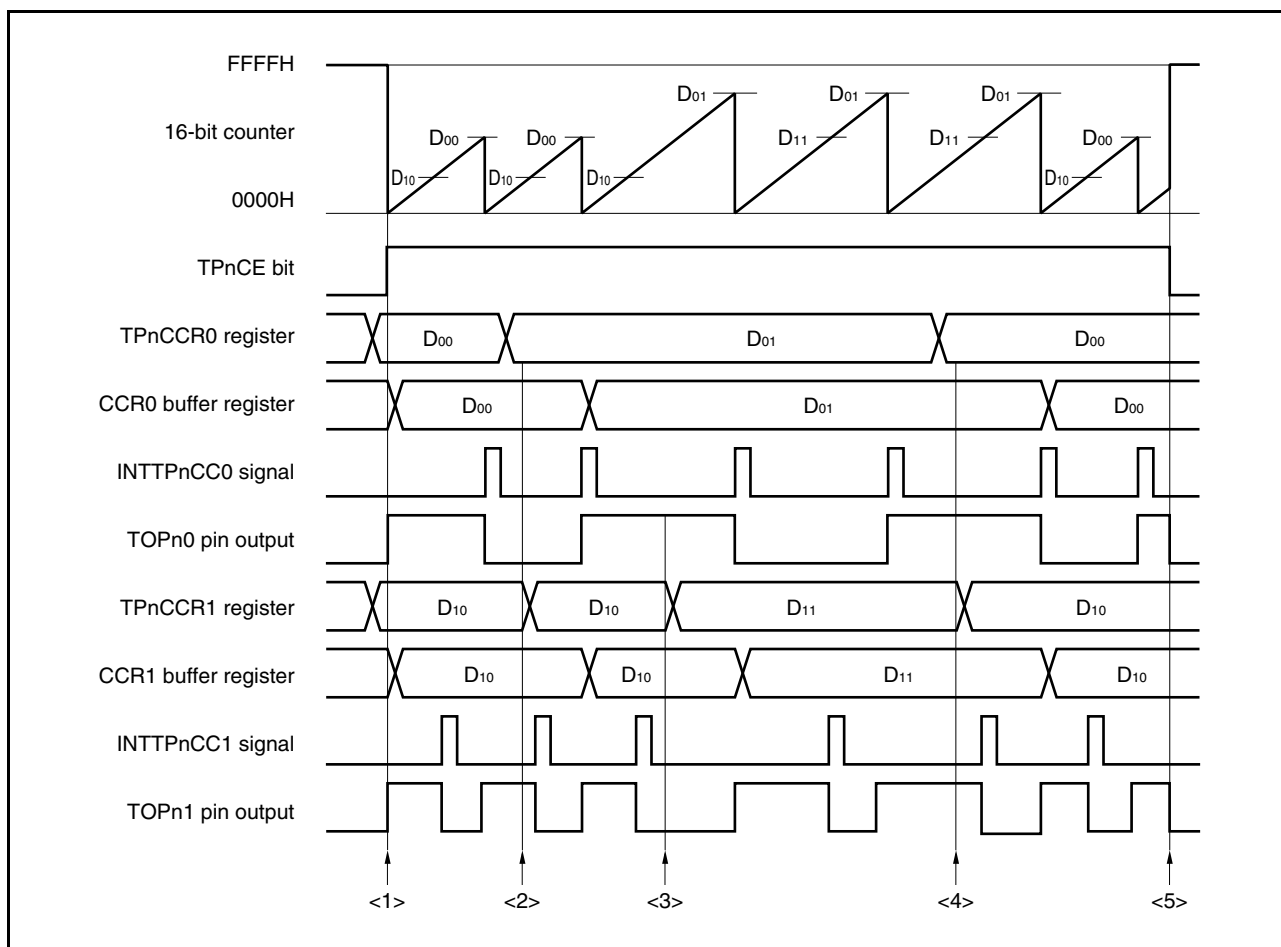 FFFFH
D01 D01 D01
16-bit counter
D00 D00 D11 D11 D00
D10 D10 D10 D10
0000H
TPnCE bit
TPnCCR0 register D00 D01 D00
CCR0 buffer register D00 D01 D00
INTTPnCC0 signal
TOPn0 pin output
TPnCCR1 register D10 D10 D11 D10
CCR1 buffer register D10 D10 D11 D10
INTTPnCC1 signal
TOPn1 pin output
<1> <2> <3> <4> <5>